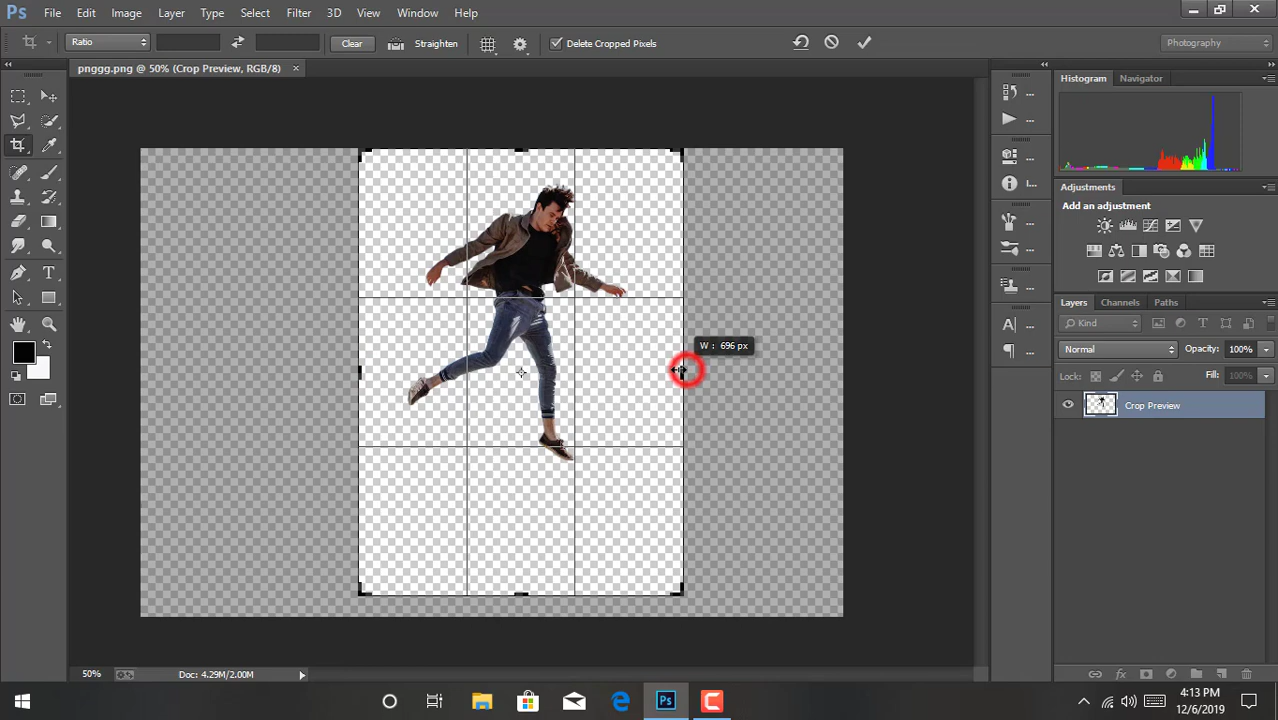 Ps File Edit Image Layer Type Select Filter 3D View Window Help
Ratio Clear Straighten Delete Cropped Pixels Photography
pnggg.png @ 50% (Crop Preview, RGB/8) ×
Histogram Navigator
Adjustments
Add an adjustment
Layers Channels Paths
Kind
Normal Opacity: 100%
Lock: Fill: 100%
Crop Preview
W : 696 px
50% Doc: 4.29M/2.00M
4:13 PM
12/6/2019